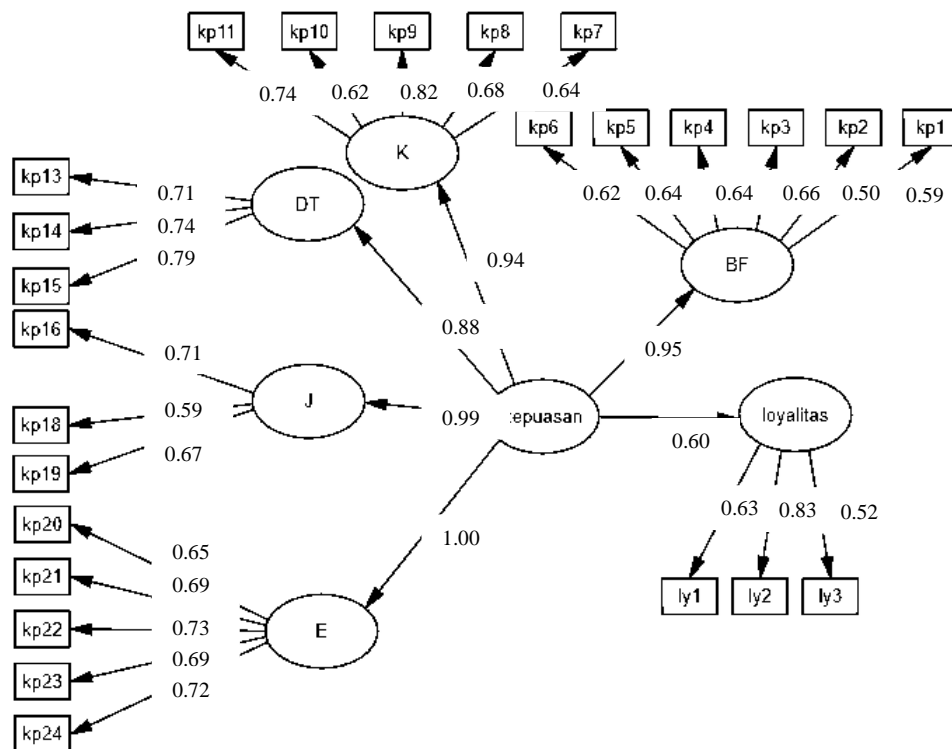 kp11 kp10 kp9 kp8 kp7
0.74 0.62 0.82 0.68 0.64
kp6 kp5 kp4 kp3 kp2 kp1
K
kp13
0.71
DT
0.62 0.64 0.64 0.66 0.50 0.59
kp14
0.74
0.79
0.94
BF
kp15
kp16
0.88
0.71
0.95
J
0.99
:epuasan
loyalitas
kp18
0.59
0.60
kp19
0.67
kp20
0.63 0.83 0.52
1.00
0.65
kp21
0.69
ly1 ly2 ly3
kp22
0.73
E
kp23
0.69
0.72
kp24